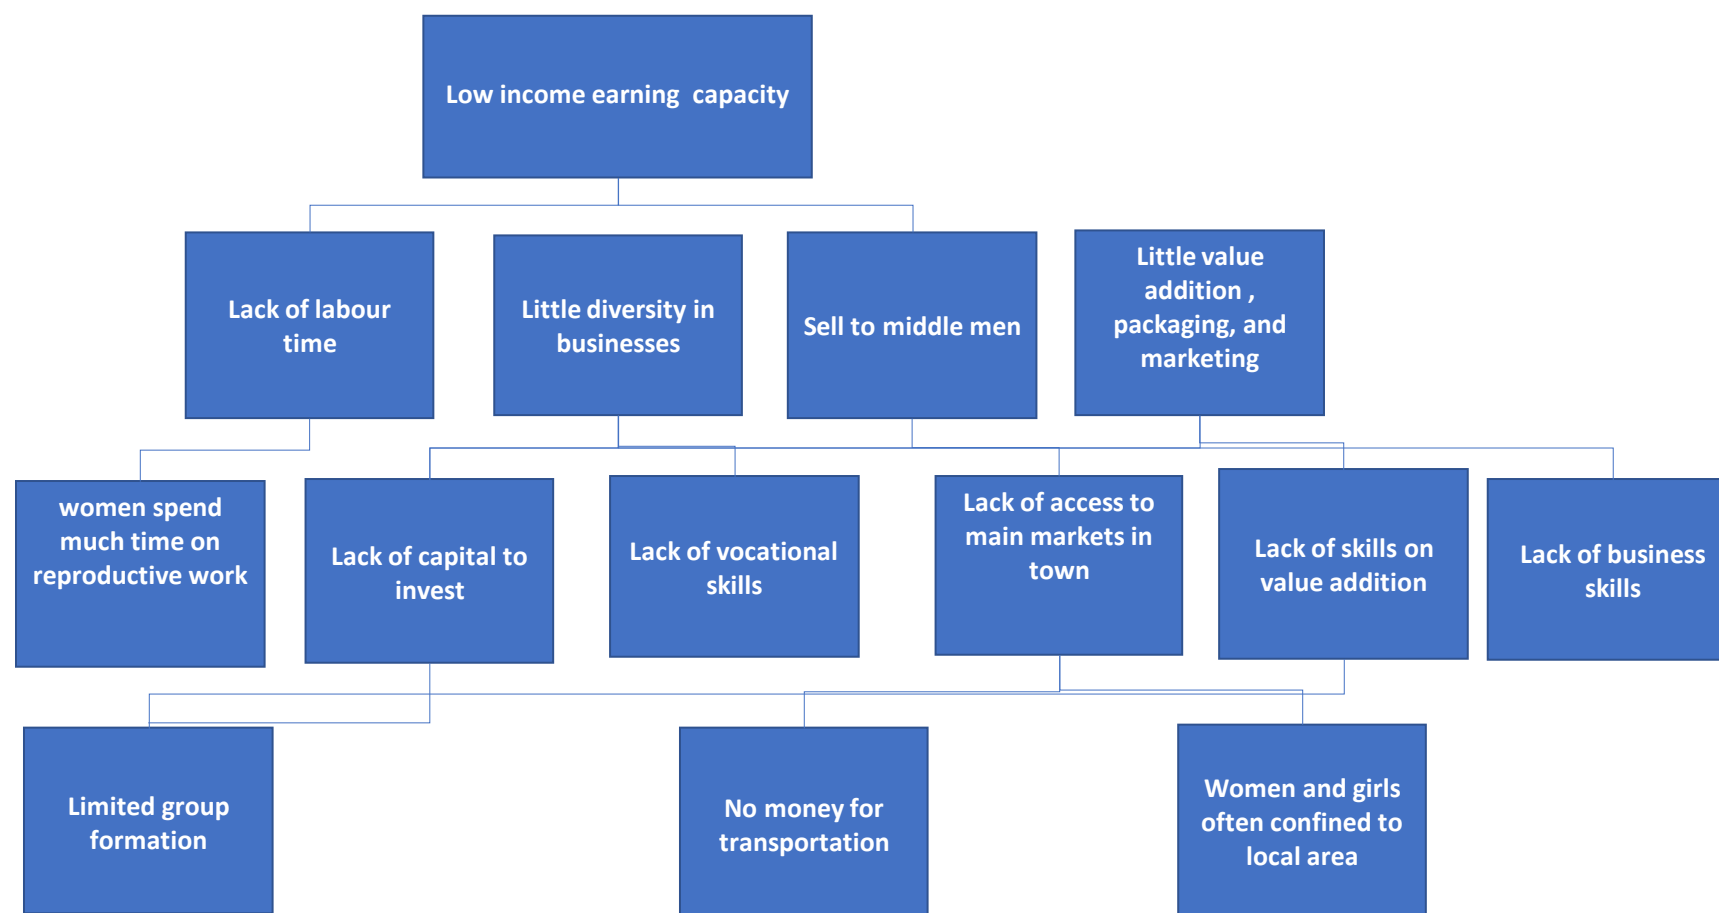 Low income earning  capacity
Lack of labour
time
Little diversity in
businesses
Sell to middle men
Little value
addition ,
packaging, and
marketing
women spend
much time on
reproductive work
Lack of capital to
invest
Lack of vocational
skills
Lack of access to
main markets in
town
Lack of skills on
value addition
Lack of business
skills
Limited group
formation
No money for
transportation
Women and girls
often confined to
local area